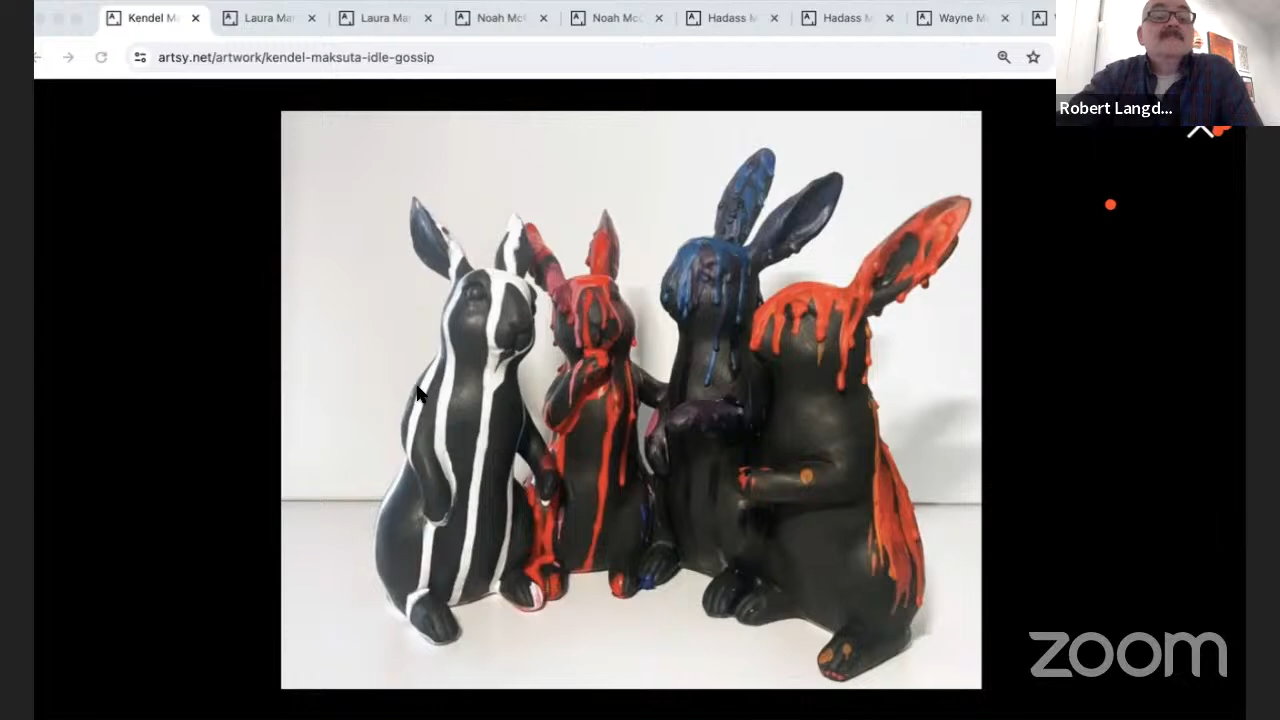 Kendel M
Laura Mar
Laura Ma
Noah Mc
Noah Mc
Hadass M
Hadass M
Wayne M
artsy.net/artwork/kendel-maksuta-idle-gossip
Robert Langd...
zoom